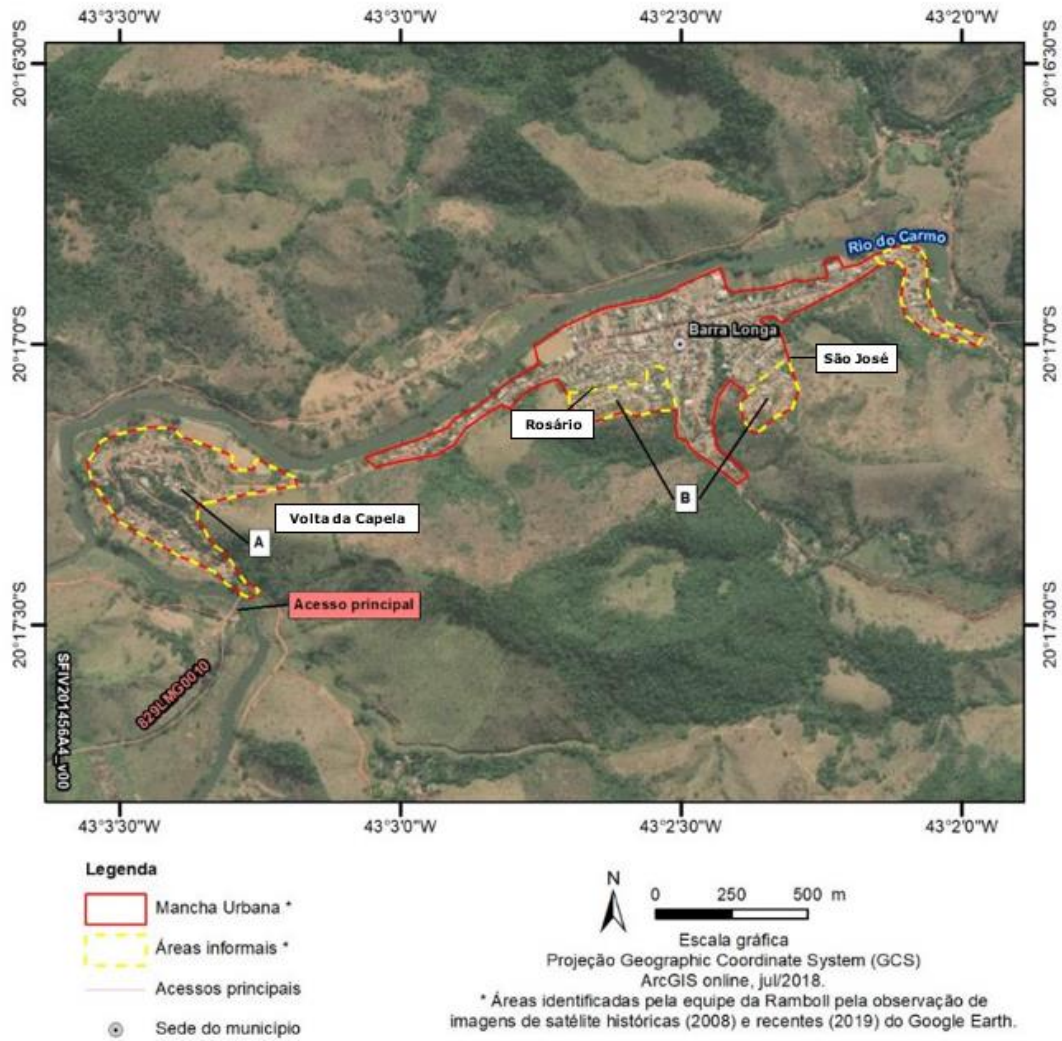 43°3'30"W
43°3'0"W
43°2'30"W
43°2'0"W
20°16'30"S
20°16'30"S
Rio do Carmo
20°17'0"S
Barra Longa
20°17'0"S
São José
Rosário
B
Volta da Capela
A
Acesso principal
20°17'30"S
20°17'30"S
829LMG0010
SFIV201456A4_v00
43°3'30"W
43°3'0"W
43°2'30"W
43°2'0"W
Legenda
Mancha Urbana *
Áreas informais *
Acessos principais
Sede do município
N
0 250 500 m
Escala gráfica
Projeção Geographic Coordinate System (GCS)
ArcGIS online, jul/2018.
* Áreas identificadas pela equipe da Ramboll pela observação de
imagens de satélite históricas (2008) e recentes (2019) do Google Earth.